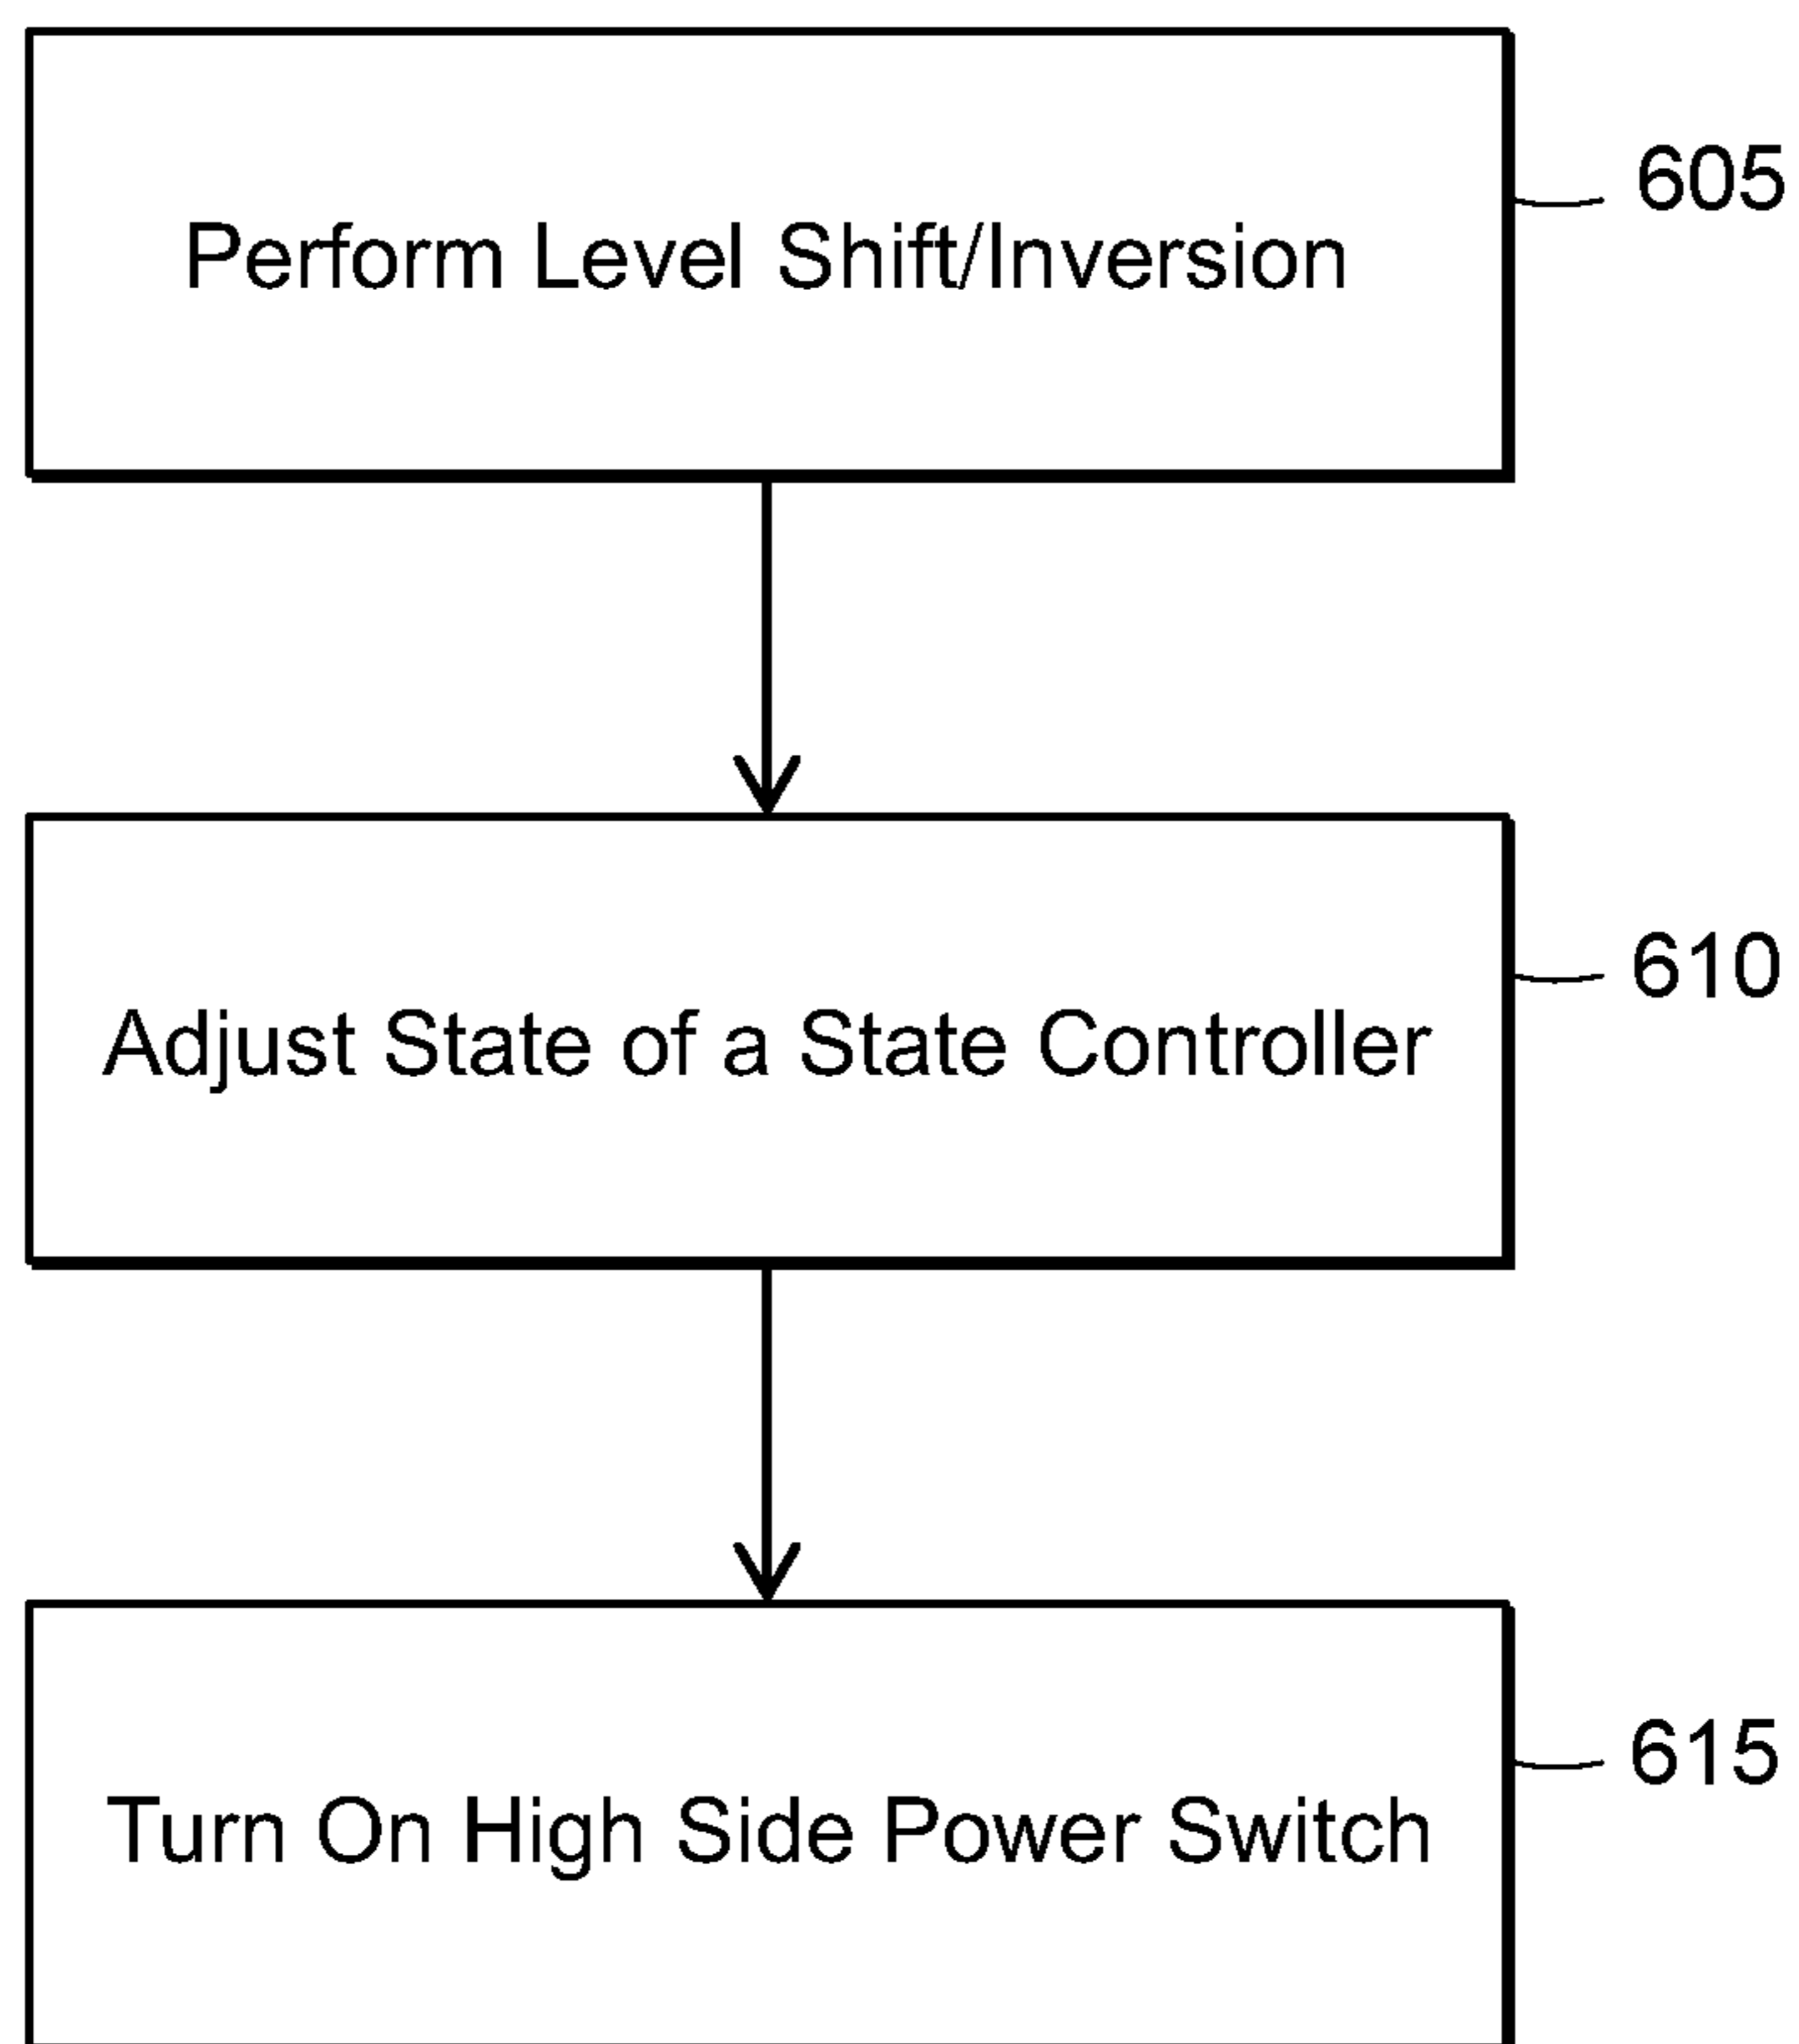 Perform Level Shift/Inversion
605
Adjust State of a State Controller
610
Turn On High Side Power Switch
615